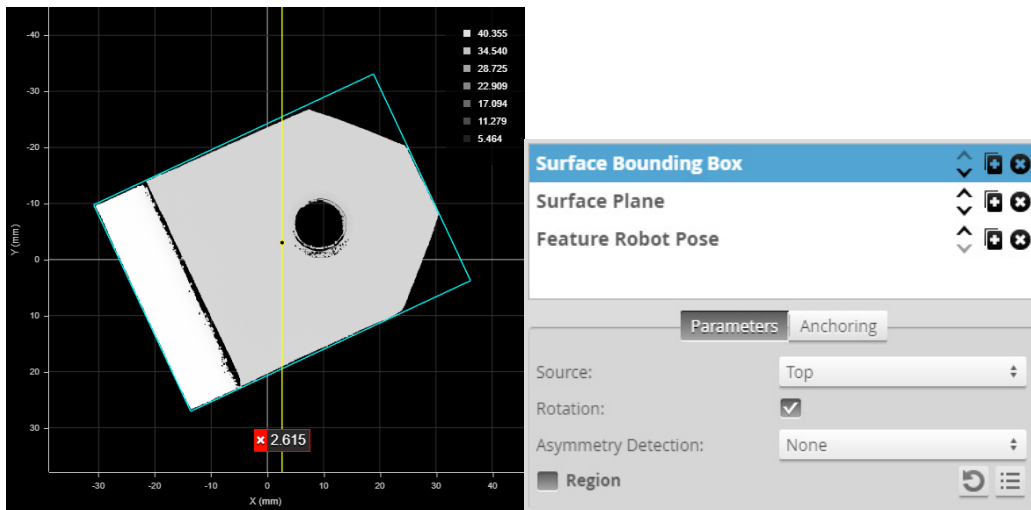 -40
-30
-20
-10
0
10
20
30
Y (mm)
-30
-20
-10
0
10
20
30
40
X (mm)
40.355
34.540
28.725
22.909
17.094
11.279
5.464
2.615
Surface Bounding Box
Surface Plane
Feature Robot Pose
Parameters Anchoring
Source: Top
Rotation:
Asymmetry Detection: None
Region